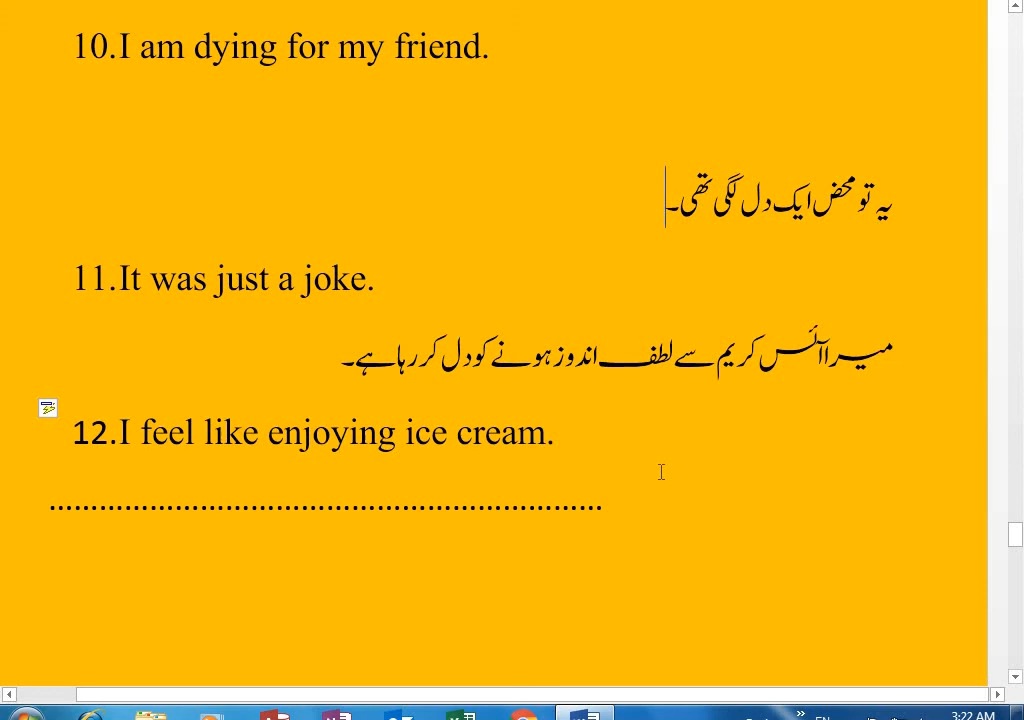 10.I am dying for my friend.
یہ تو محض ایک دل لگی تھی۔
11.It was just a joke.
میرا آئس کریم سے لطف اندوز ہونے کو دل کر رہا ہے۔
12.I feel like enjoying ice cream.
..................................................................
EN
3:22 AM